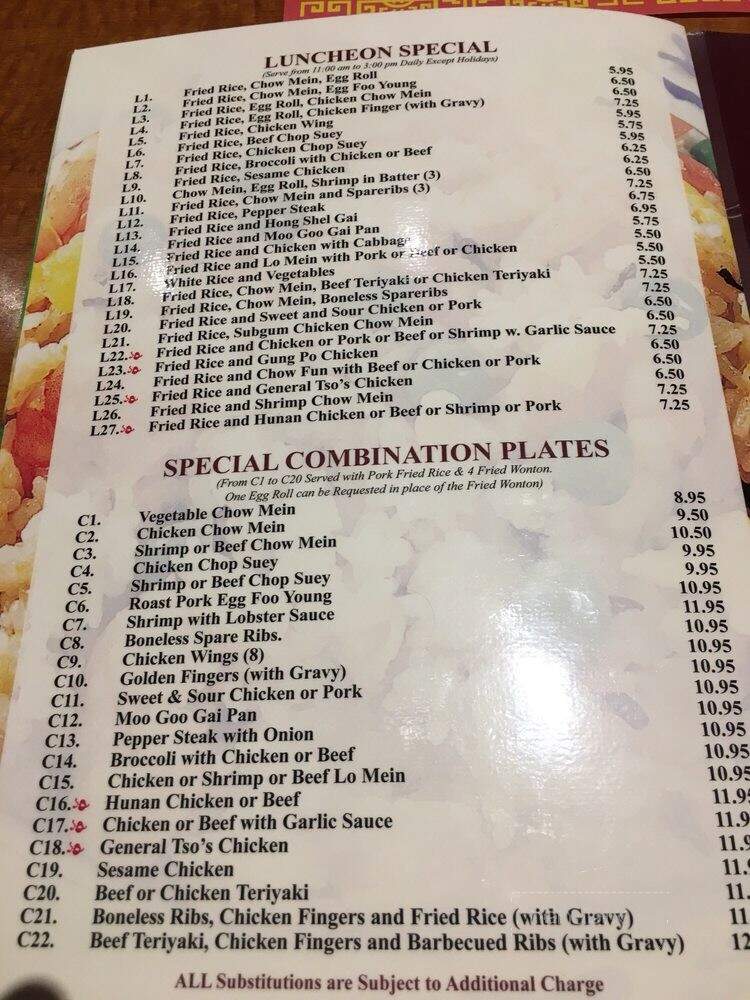 LUNCHEON SPECIAL
(Serve from 11:00 am to 3:00 pm Daily Except Holidays)
L1. Fried Rice, Chow Mein, Egg Roll 5.95
L2. Fried Rice, Chow Mein, Egg Foo Young 6.50
L3. Fried Rice, Egg Roll, Chicken Chow Mein 6.50
L4. Fried Rice, Egg Roll, Chicken Finger (with Gravy) 7.25
L5. Fried Rice, Chicken Wing 5.95
L6. Fried Rice, Beef Chop Suey 5.75
L7. Fried Rice, Chicken Chop Suey 5.95
L8. Fried Rice, Broccoli with Chicken or Beef 6.25
L9. Fried Rice, Sesame Chicken 6.25
L10. Chow Mein, Egg Roll, Shrimp in Batter (3) 6.50
L11. Fried Rice, Chow Mein and Spareribs (3) 7.25
L12. Fried Rice, Pepper Steak 6.75
L13. Fried Rice and Hong Shel Gai 6.95
L14. Fried Rice and Moo Goo Gai Pan 5.75
L15. Fried Rice and Chicken with Cabbage 5.50
L16. Fried Rice and Lo Mein with Pork or Beef or Chicken 5.50
L17. White Rice and Vegetables 5.50
L18. Fried Rice, Chow Mein, Beef Teriyaki or Chicken Teriyaki 7.25
L19. Fried Rice, Chow Mein, Boneless Spareribs 7.25
L20. Fried Rice and Sweet and Sour Chicken or Pork 6.50
L21. Fried Rice, Subgum Chicken Chow Mein 6.50
L22. Fried Rice and Chicken or Pork or Beef or Shrimp w. Garlic Sauce 7.25
L23. Fried Rice and Gung Po Chicken 6.50
L24. Fried Rice and Chow Fun with Beef or Chicken or Pork 6.50
L25. Fried Rice and General Tso's Chicken 6.50
L26. Fried Rice and Shrimp Chow Mein 7.25
L27. Fried Rice and Hunan Chicken or Beef or Shrimp or Pork 7.25
SPECIAL COMBINATION PLATES
(From C1 to C20 Served with Pork Fried Rice & 4 Fried Wonton.
One Egg Roll can be Requested in place of the Fried Wonton)
C1. Vegetable Chow Mein 8.95
C2. Chicken Chow Mein 9.50
C3. Shrimp or Beef Chow Mein 10.50
C4. Chicken Chop Suey 9.95
C5. Shrimp or Beef Chop Suey 9.95
C6. Roast Pork Egg Foo Young 10.95
C7. Shrimp with Lobster Sauce 11.95
C8. Boneless Spare Ribs. 10.95
C9. Chicken Wings (8) 10.95
C10. Golden Fingers (with Gravy) 10.95
C11. Sweet & Sour Chicken or Pork 10.95
C12. Moo Goo Gai Pan 10.95
C13. Pepper Steak with Onion 10.95
C14. Broccoli with Chicken or Beef 10.95
C15. Chicken or Shrimp or Beef Lo Mein 10.95
C16. Hunan Chicken or Beef 11.95
C17. Chicken or Beef with Garlic Sauce 11.9
C18. General Tso's Chicken 11.9
C19. Sesame Chicken 11.
C20. Beef or Chicken Teriyaki 11.
C21. Boneless Ribs, Chicken Fingers and Fried Rice (with Gravy) 11
C22. Beef Teriyaki, Chicken Fingers and Barbecued Ribs (with Gravy) 12
ALL Substitutions are Subject to Additional Charge